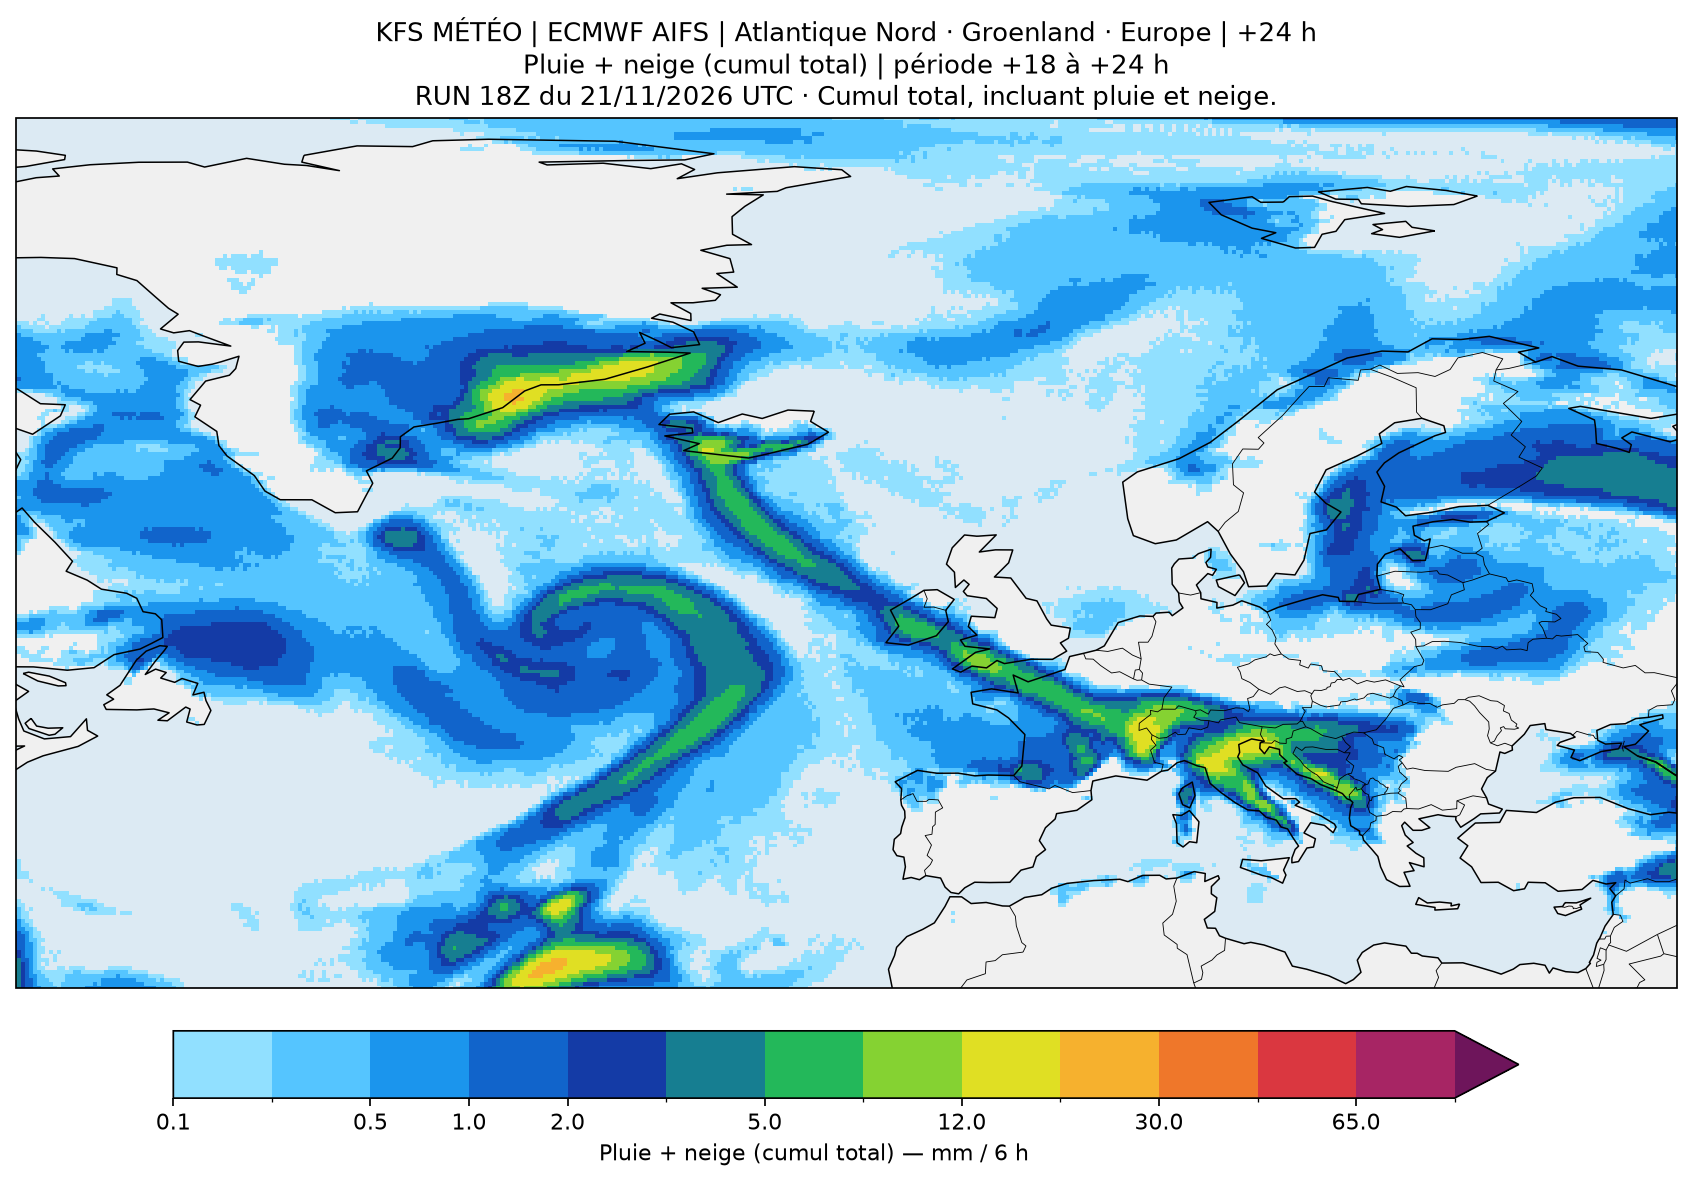 KFS MÉTÉO | ECMWF AIFS | Atlantique Nord · Groenland · Europe | +24 h
Pluie + neige (cumul total) | période +18 à +24 h
RUN 18Z du 21/11/2026 UTC · Cumul total, incluant pluie et neige.
0.1 0.5 1.0 2.0 5.0 12.0 30.0 65.0
Pluie + neige (cumul total) — mm / 6 h